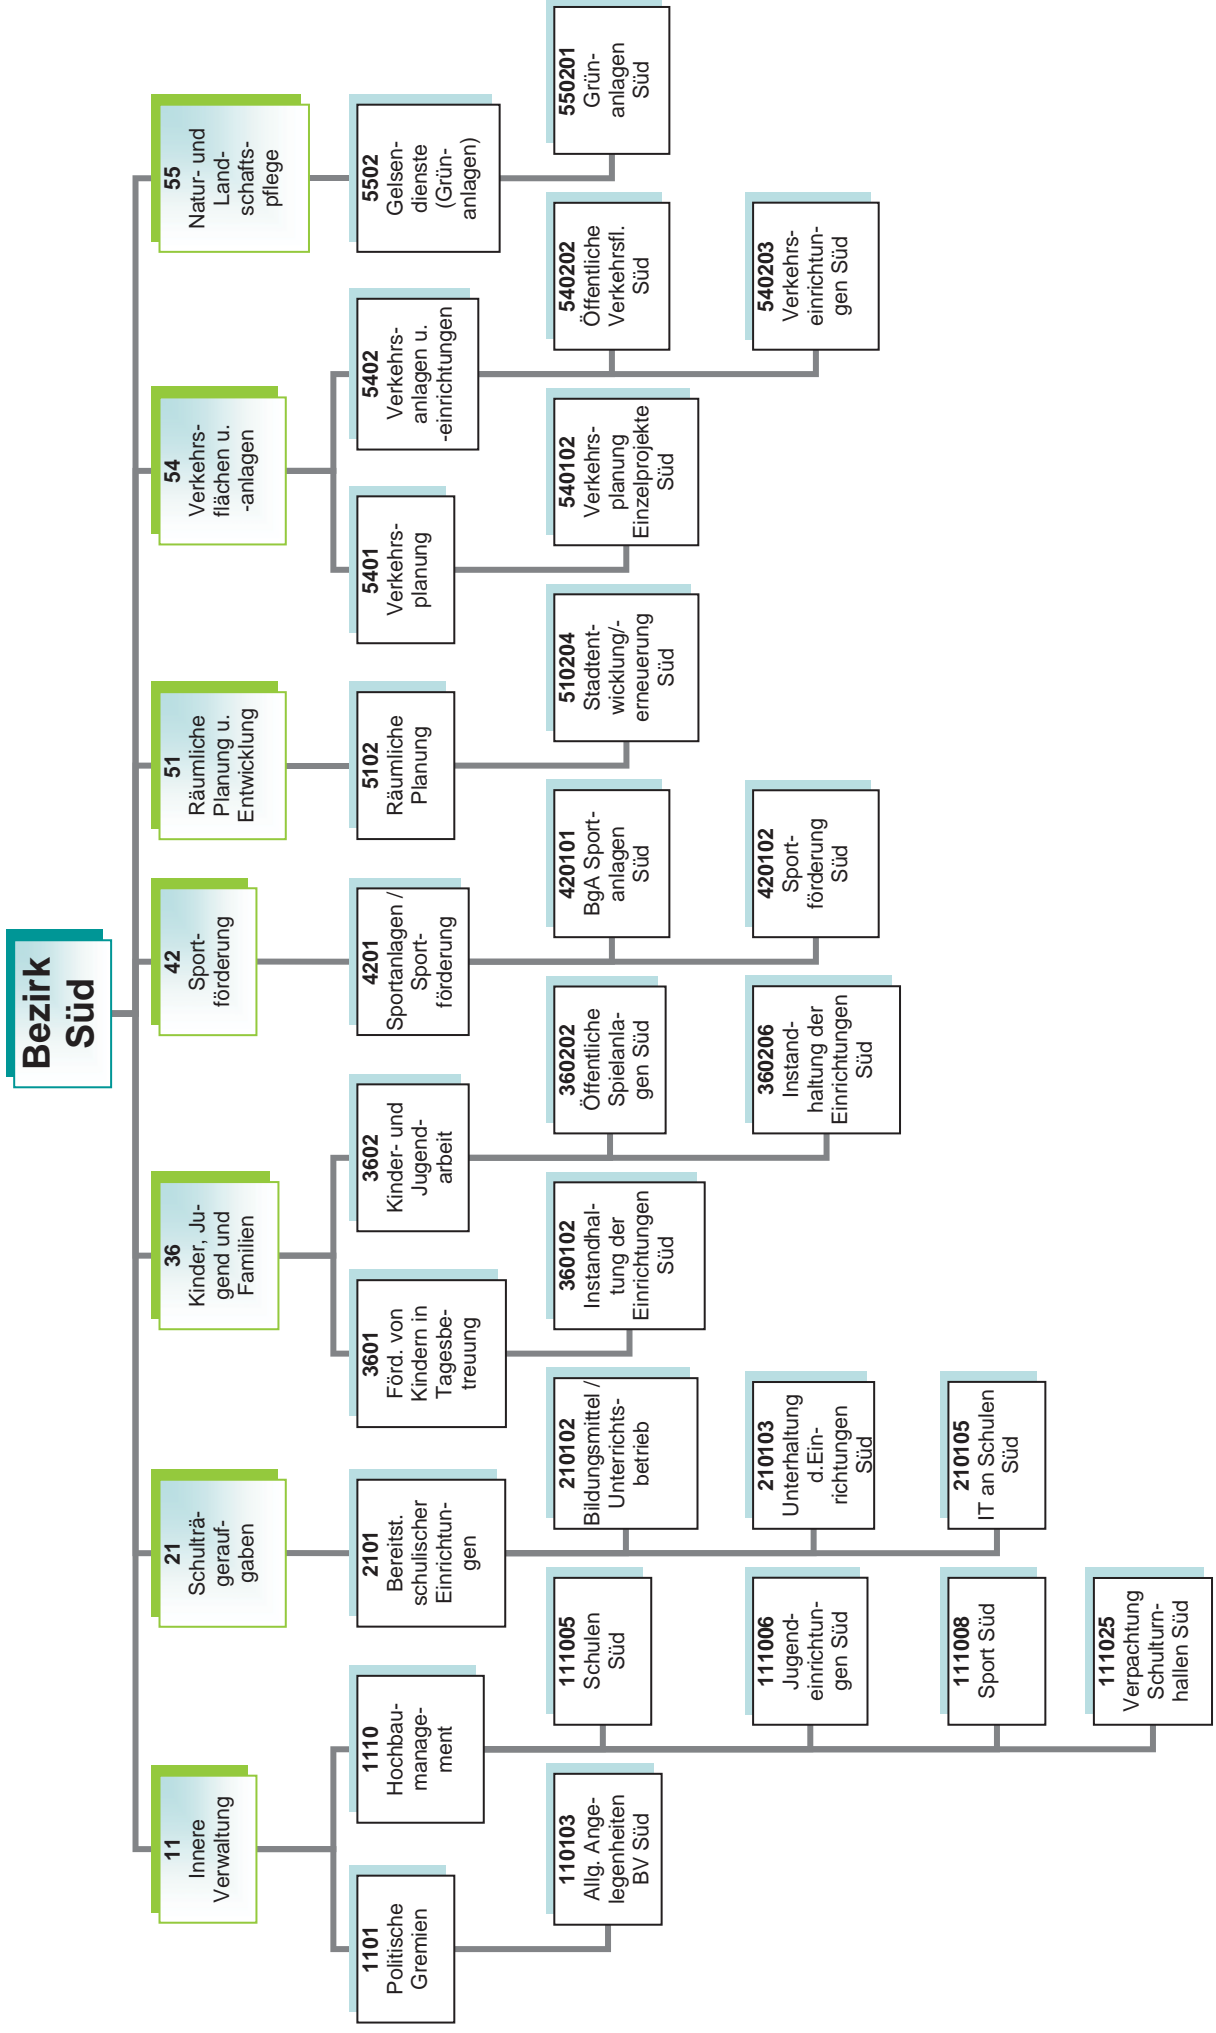 Bezirk
Süd
11
Innere
Verwaltung
21
Schulträ-
gerauf-
gaben
36
Kinder, Ju-
gend und
Familien
42
Sport-
förderung
51
Räumliche
Planung u.
Entwicklung
54
Verkehrs-
flächen u.
-anlagen
55
Natur- und
Land-
schafts-
pflege
1101
Politische
Gremien
1110
Hochbau-
manage-
ment
2101
Bereitst.
schulischer
Einrichtun-
gen
3601
Förd. von
Kindern in
Tagesbe-
treuung
3602
Kinder- und
Jugend-
arbeit
4201
Sportanlagen /
Sport-
förderung
5102
Räumliche
Planung
5401
Verkehrs-
planung
5402
Verkehrs-
anlagen u.
-einrichtungen
5502
Gelsen-
dienste
(Grün-
anlagen)
110103
Allg. Ange-
legenheiten
BV Süd
111005
Schulen
Süd
210102
Bildungsmittel /
Unterrichts-
betrieb
360102
Instandhal-
tung der
Einrichtungen
Süd
360202
Öffentliche
Spielanla-
gen Süd
420101
BgA Sport-
anlagen
Süd
510204
Stadtent-
wicklung/-
erneuerung
Süd
540102
Verkehrs-
planung
Einzelprojekte
Süd
540202
Öffentliche
Verkehrsfl.
Süd
550201
Grün-
anlagen
Süd
111006
Jugend-
einrichtun-
gen Süd
210103
Unterhaltung
d.Ein-
richtungen
Süd
360206
Instand-
haltung der
Einrichtungen
Süd
420102
Sport-
förderung
Süd
540203
Verkehrs-
einrichtun-
gen Süd
111008
Sport Süd
210105
IT an Schulen
Süd
111025
Verpachtung
Schulturn-
hallen Süd